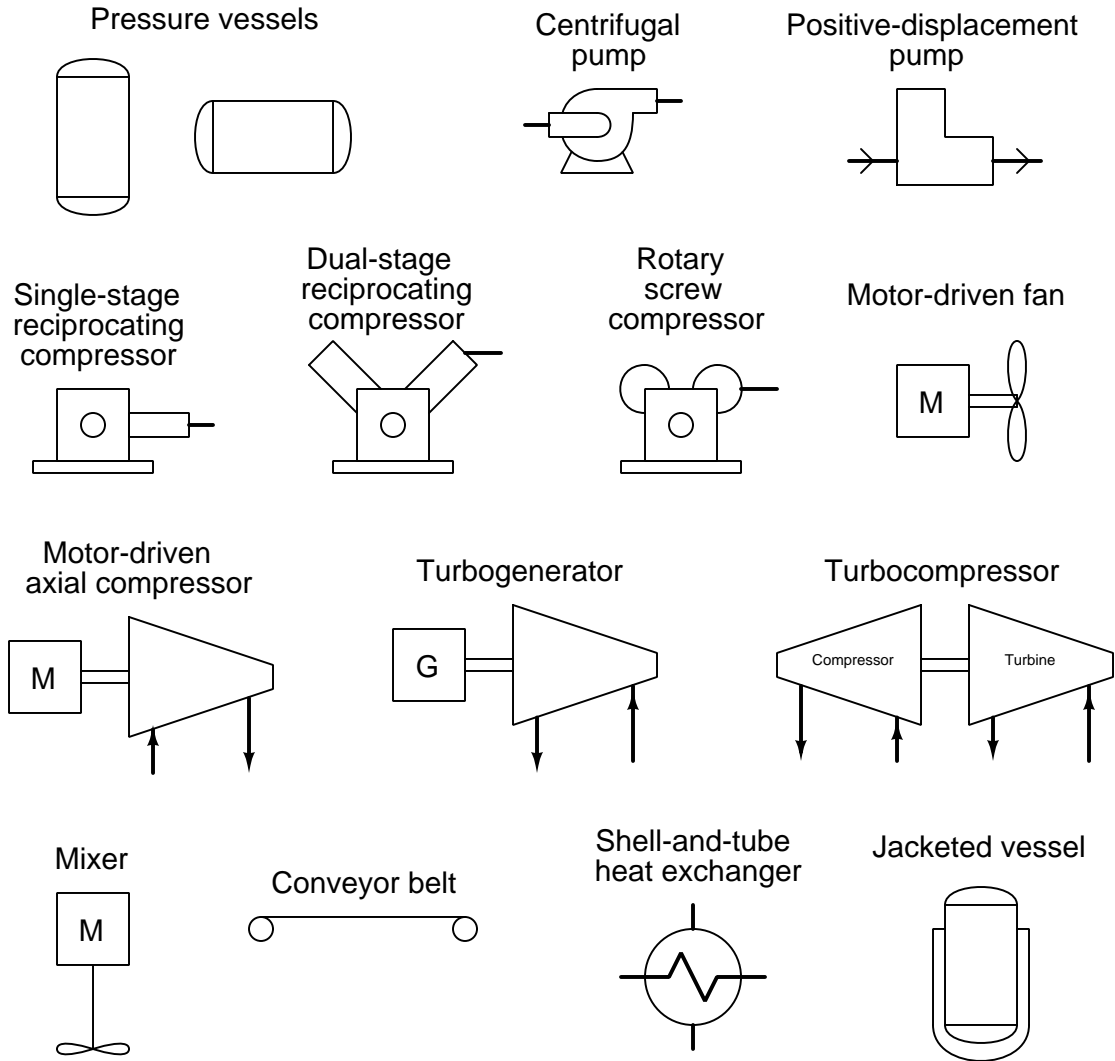 Pressure vessels
Centrifugal
pump
Positive-displacement
pump
Single-stage
reciprocating
compressor
Dual-stage
reciprocating
compressor
Rotary
screw
compressor
Motor-driven fan
M
Motor-driven
axial compressor
M
Turbogenerator
G
Turbocompressor
Compressor
Turbine
Mixer
M
Conveyor belt
Shell-and-tube
heat exchanger
Jacketed vessel